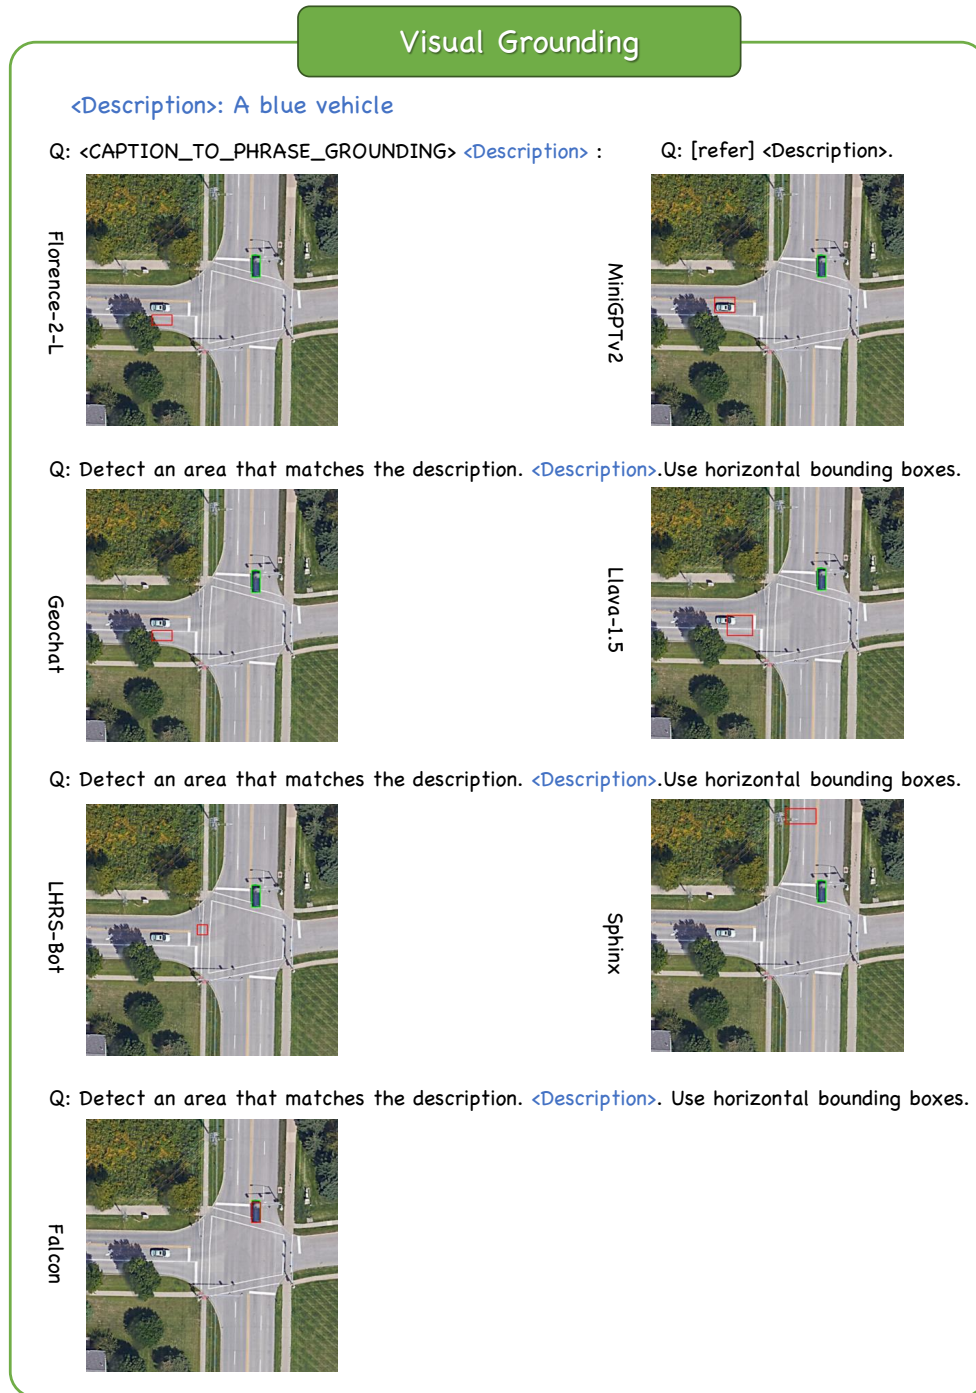 Visual Grounding
<Description>: A blue vehicle
Q: <CAPTION_TO_PHRASE_GROUNDING> <Description> :
Q: [refer] <Description>.
Florence-2-L
MiniGPTv2
Q: Detect an area that matches the description. <Description>.Use horizontal bounding boxes.
Geochat
Llava-1.5
Q: Detect an area that matches the description. <Description>.Use horizontal bounding boxes.
LHRS-Bot
Sphinx
Q: Detect an area that matches the description. <Description>. Use horizontal bounding boxes.
Falcon